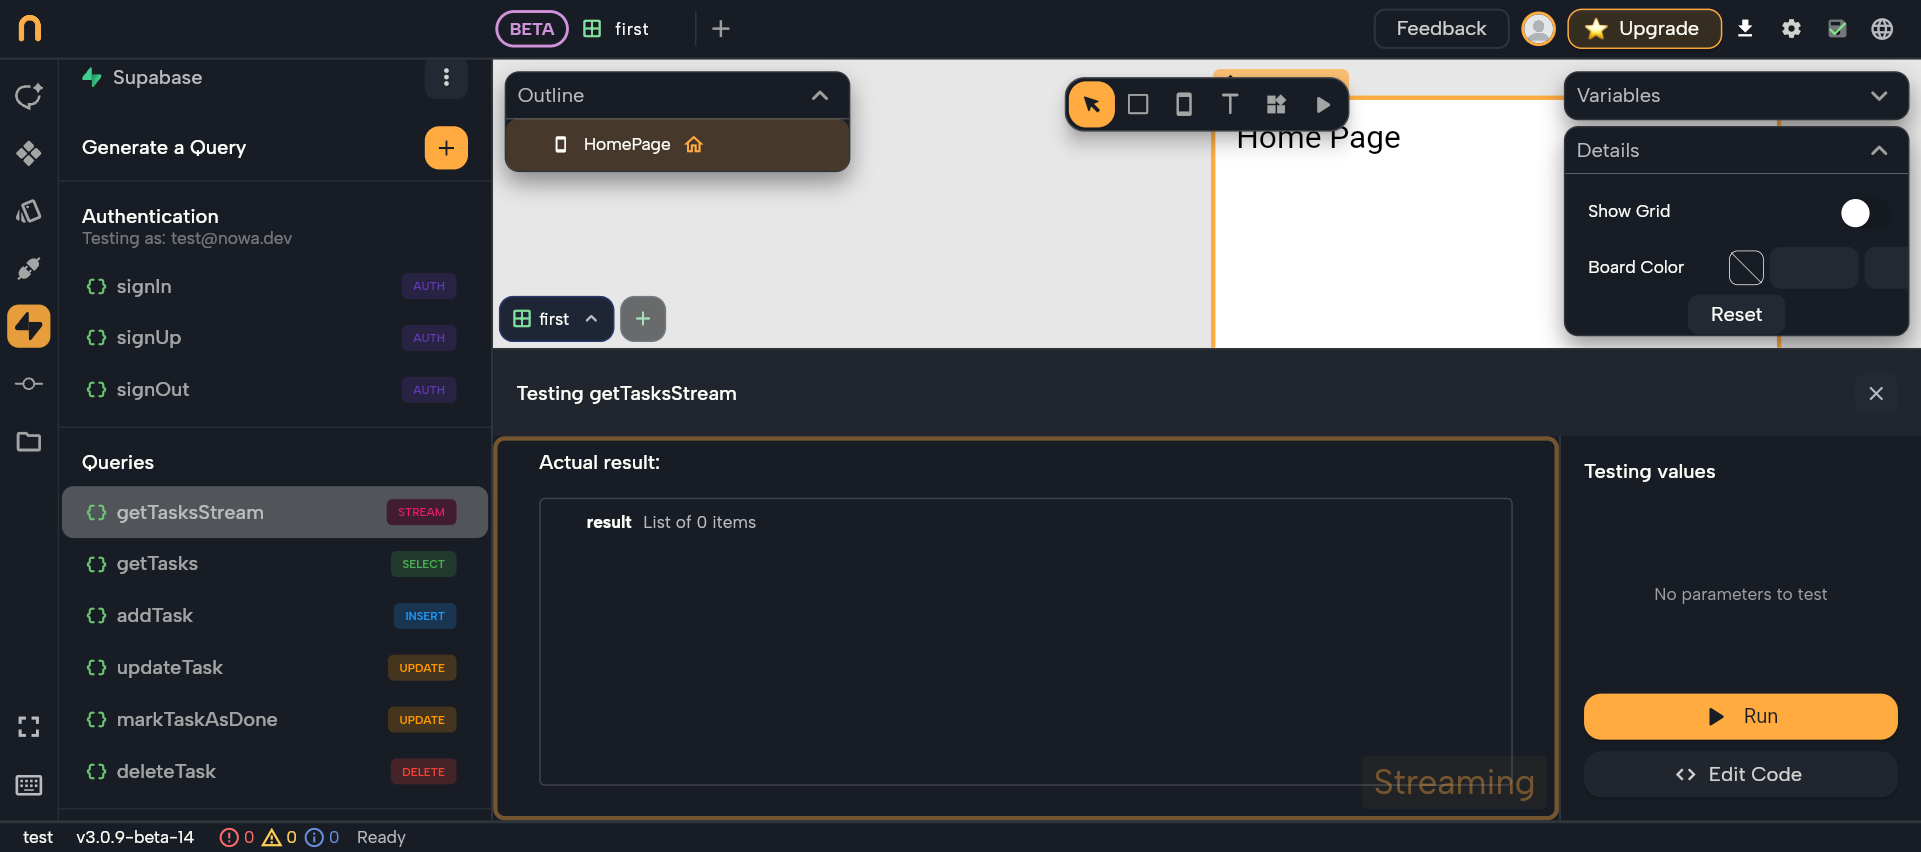 BETA
first
Feedback
Upgrade
Supabase
Generate a Query
Authentication
Testing as: test@nowa.dev
signIn AUTH
signUp AUTH
signOut AUTH
Queries
getTasksStream STREAM
getTasks SELECT
addTask INSERT
updateTask UPDATE
markTaskAsDone UPDATE
deleteTask DELETE
Outline
HomePage
Home Page
first
Variables
Details
Show Grid
Board Color
Reset
Testing getTasksStream
Actual result:
result List of 0 items
Streaming
Testing values
No parameters to test
Run
Edit Code
test v3.0.9-beta-14 0 0 0 Ready